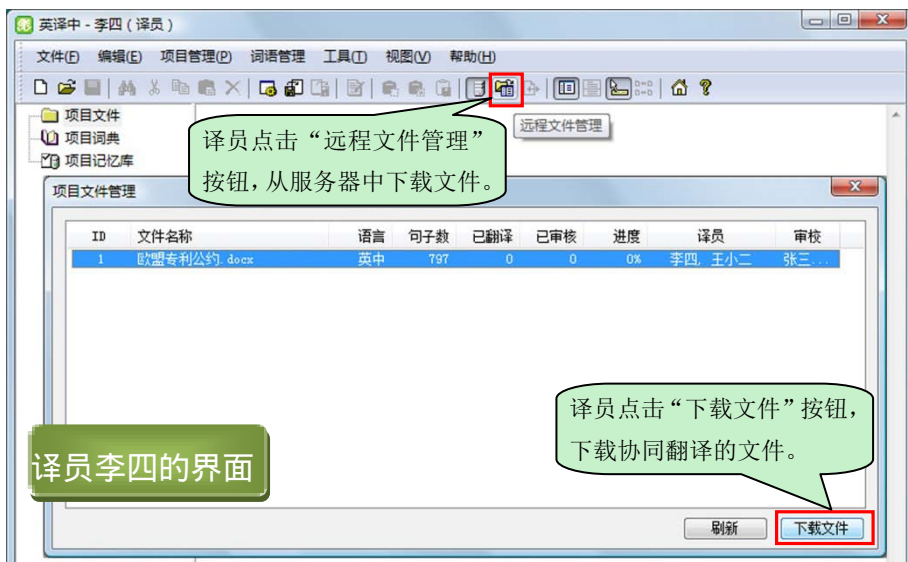 英译中 - 李四（译员）
文件(F) 编辑(E) 项目管理(P) 词语管理 工具(T) 视图(V) 帮助(H)
项目文件
项目词典
项目记忆库
译员点击“远程文件管理”
按钮，从服务器中下载文件。
远程文件管理
项目文件管理
ID 文件名称 语言 句子数 已翻译 已审核 进度 译员 审校
1 欧盟专利公约.docx 英中 797 0 0 0% 李四, 王小二 张三...
译员点击“下载文件”按钮，
下载协同翻译的文件。
译员李四的界面
刷新 下载文件